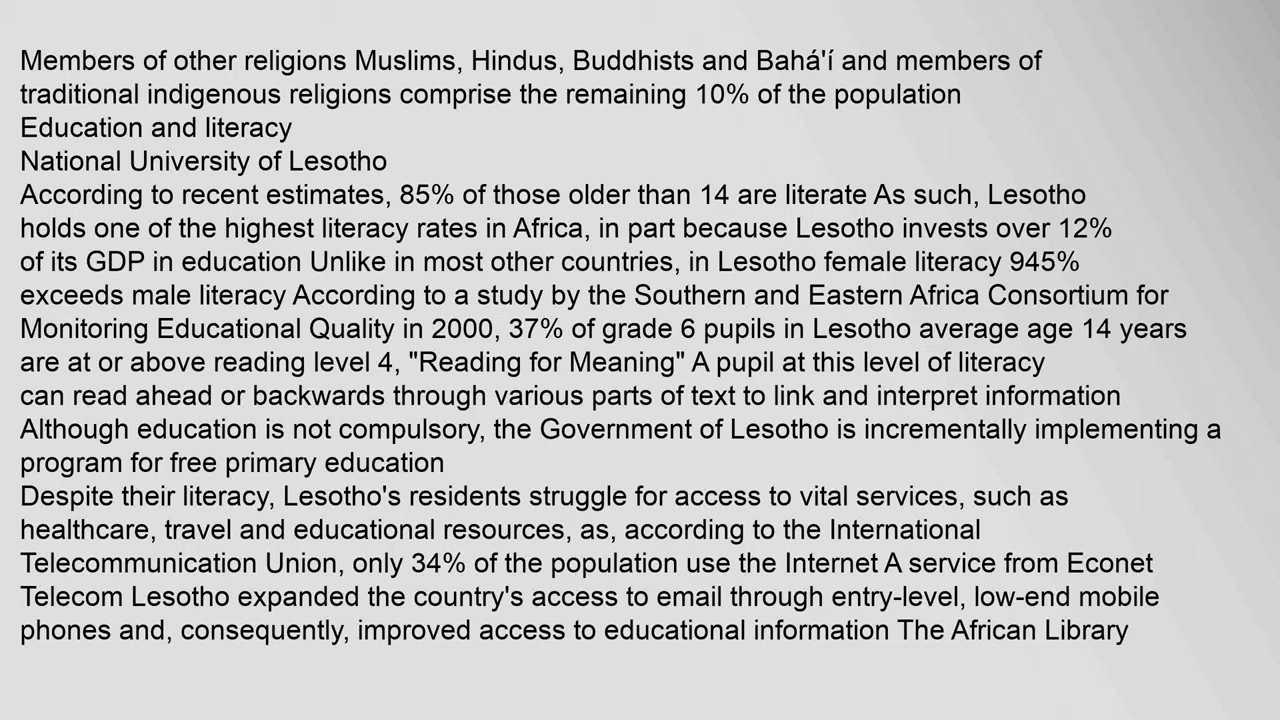 Members of other religions Muslims, Hindus, Buddhists and Bahá'í and members of
traditional indigenous religions comprise the remaining 10% of the population
Education and literacy
National University of Lesotho
According to recent estimates, 85% of those older than 14 are literate As such, Lesotho
holds one of the highest literacy rates in Africa, in part because Lesotho invests over 12%
of its GDP in education Unlike in most other countries, in Lesotho female literacy 945%
exceeds male literacy According to a study by the Southern and Eastern Africa Consortium for
Monitoring Educational Quality in 2000, 37% of grade 6 pupils in Lesotho average age 14 years
are at or above reading level 4, "Reading for Meaning" A pupil at this level of literacy
can read ahead or backwards through various parts of text to link and interpret information
Although education is not compulsory, the Government of Lesotho is incrementally implementing a
program for free primary education
Despite their literacy, Lesotho's residents struggle for access to vital services, such as
healthcare, travel and educational resources, as, according to the International
Telecommunication Union, only 34% of the population use the Internet A service from Econet
Telecom Lesotho expanded the country's access to email through entry-level, low-end mobile
phones and, consequently, improved access to educational information The African Library